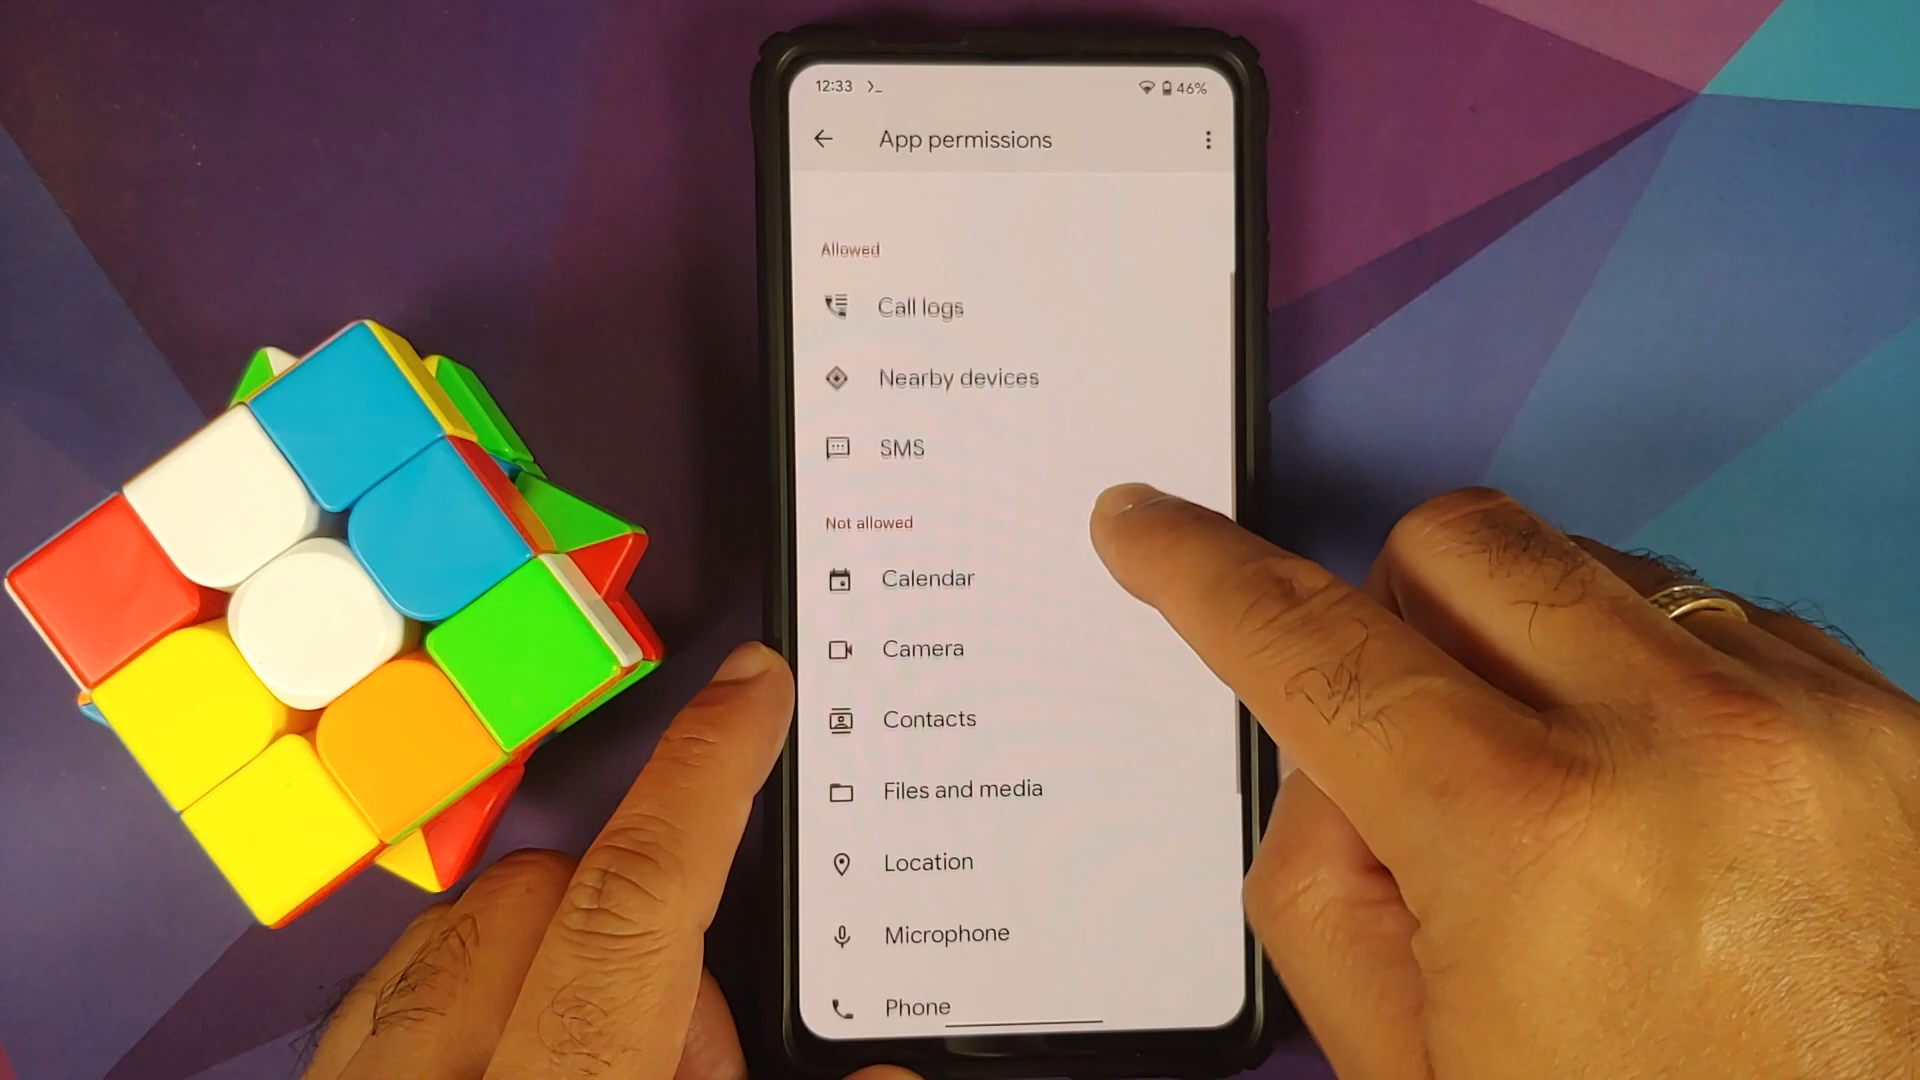 12:33 >_ 46%
App permissions
Allowed
Call logs
Nearby devices
SMS
Not allowed
Calendar
Camera
Contacts
Files and media
Location
Microphone
Phone